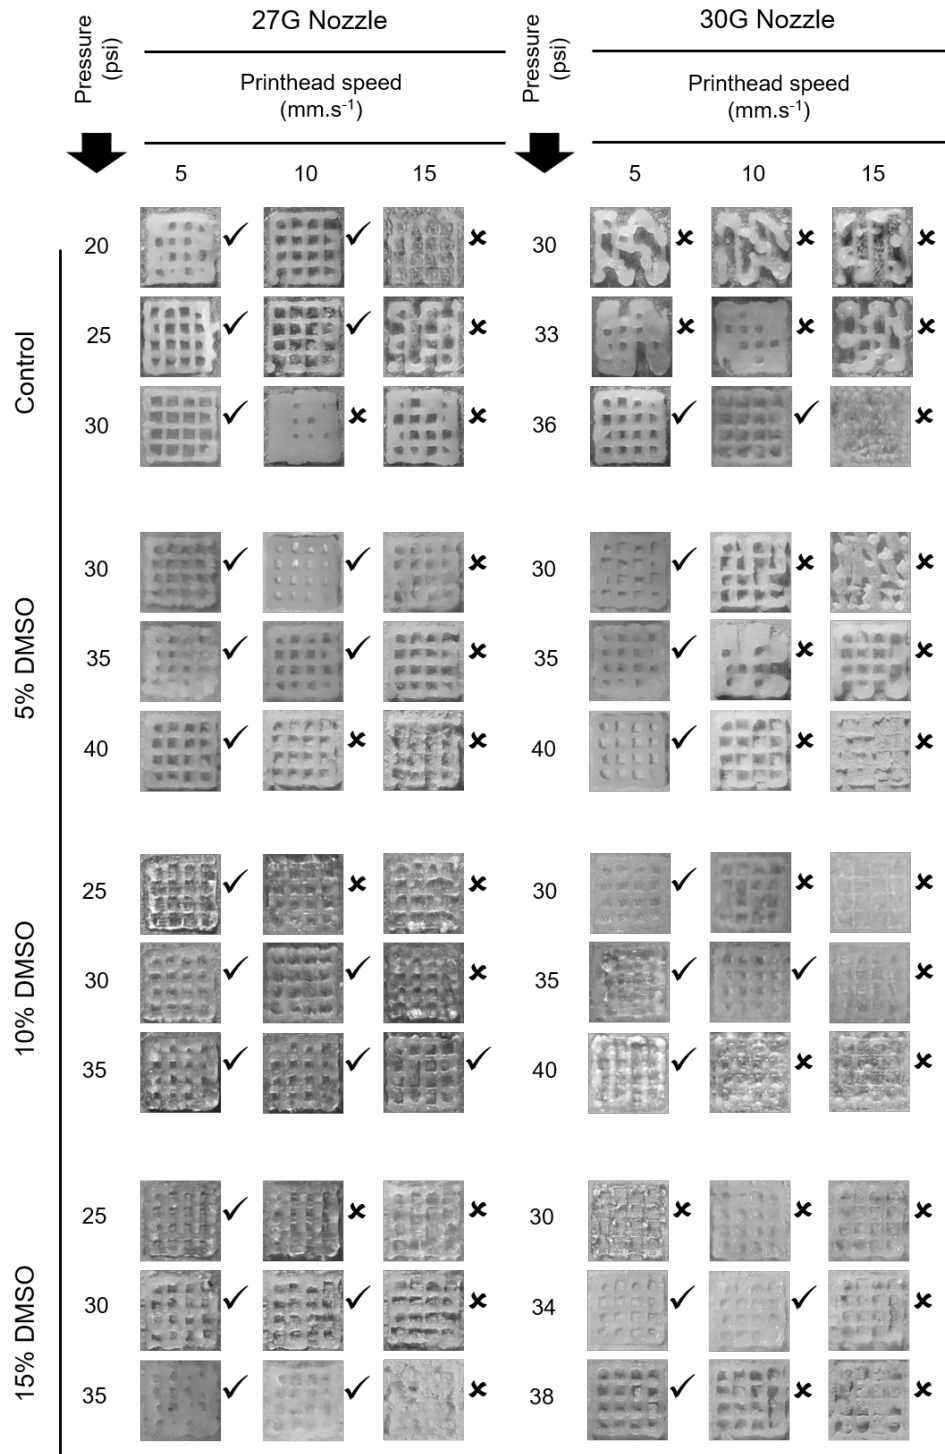 27G Nozzle
30G Nozzle
Pressure
(psi)
Printhead speed
(mm.s-1)
Pressure
(psi)
Printhead speed
(mm.s-1)
5 10 15
5 10 15
Control
20 ✓ ✓ ✘ 30 ✘ ✘ ✘
25 ✓ ✓ ✘ 33 ✘ ✘ ✘
30 ✓ ✘ ✘ 36 ✓ ✓ ✘
5% DMSO
30 ✓ ✓ ✘ 30 ✓ ✘ ✘
35 ✓ ✓ ✘ 35 ✓ ✘ ✘
40 ✓ ✘ ✘ 40 ✓ ✘ ✘
10% DMSO
25 ✓ ✘ ✘ 30 ✓ ✘ ✘
30 ✓ ✓ ✘ 35 ✓ ✓ ✘
35 ✓ ✓ ✓ 40 ✓ ✘ ✘
15% DMSO
25 ✓ ✘ ✘ 30 ✘ ✘ ✘
30 ✓ ✓ ✘ 34 ✓ ✓ ✘
35 ✓ ✓ ✘ 38 ✓ ✘ ✘